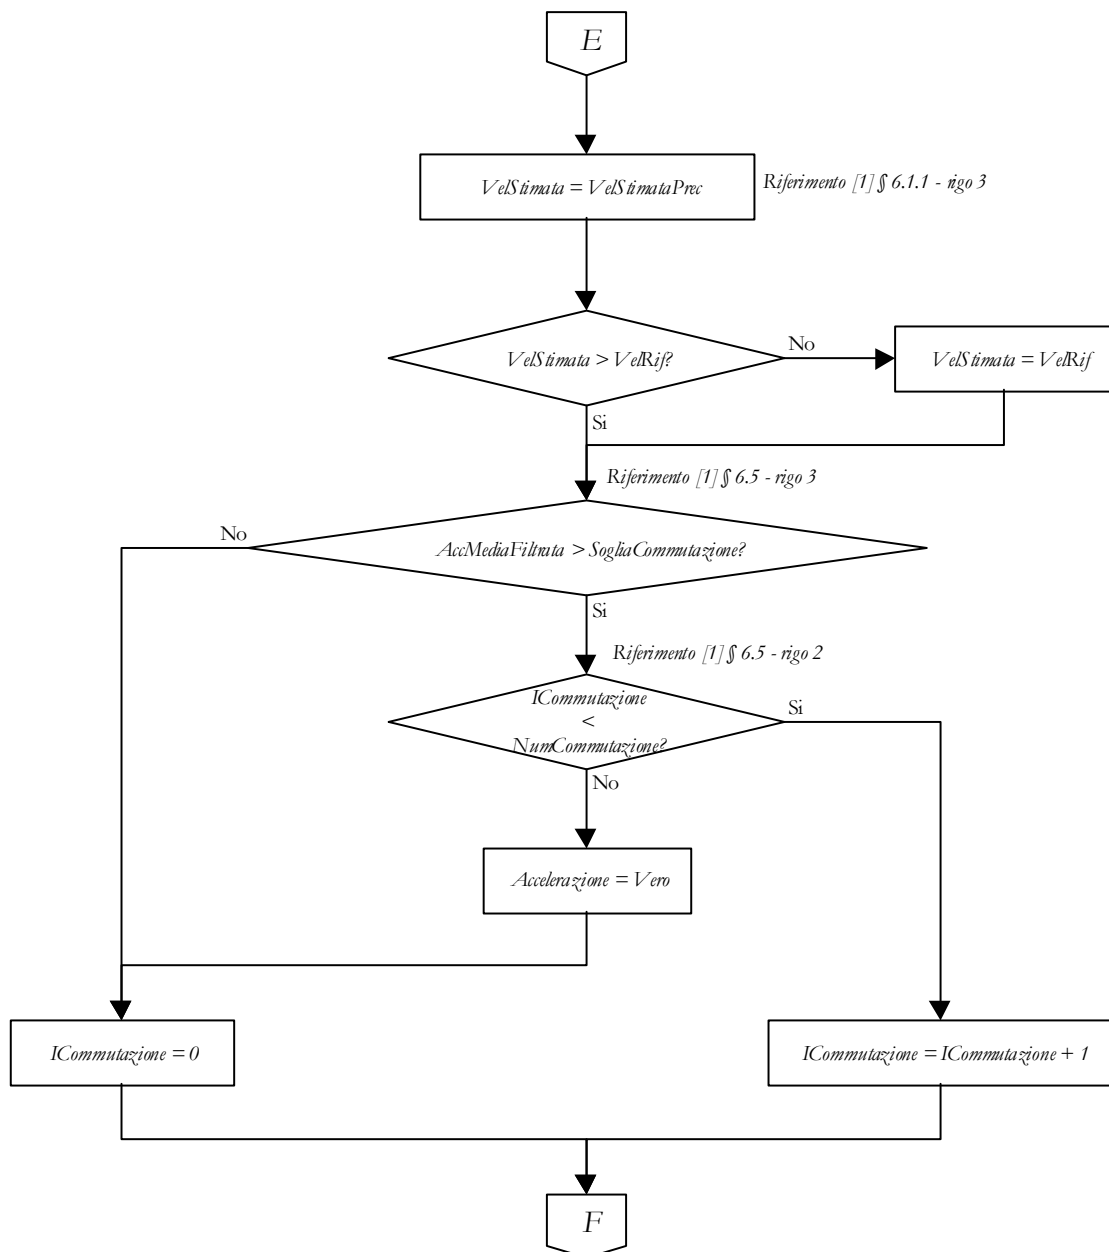 E
VelStimata = VelStimataPrec
Riferimento [1] § 6.1.1 - rigo 3
VelStimata > VelRif?
No
VelStimata = VelRif
Si
Riferimento [1] § 6.5 - rigo 3
No
AccMediaFiltrata > SogliaCommutazione?
Si
Riferimento [1] § 6.5 - rigo 2
ICommutazione
<
NumCommutazione?
Si
No
Accelerazione = Vero
ICommutazione = 0
ICommutazione = ICommutazione + 1
F